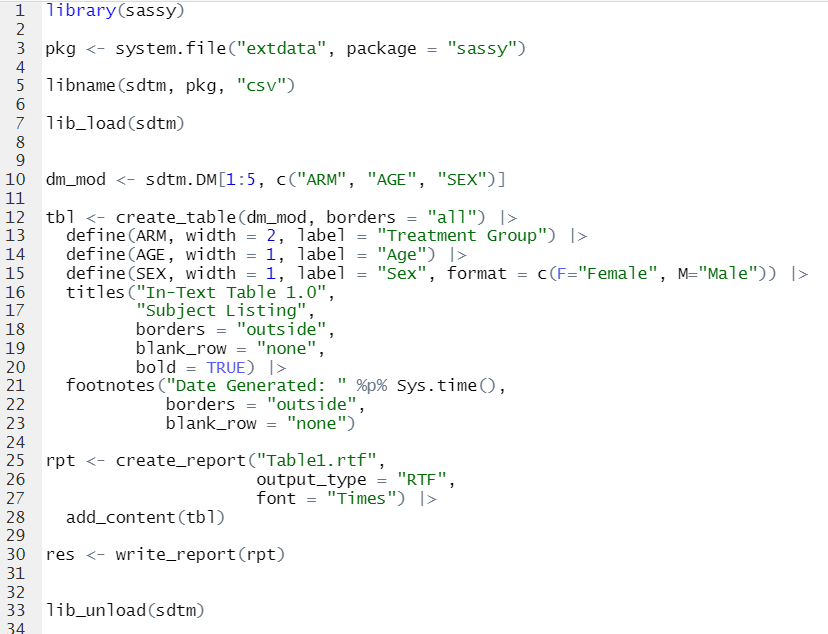 1 library(sassy)
2
3 pkg <- system.file("extdata", package = "sassy")
4
5 libname(sdtm, pkg, "csv")
6
7 lib_load(sdtm)
8
9
10 dm_mod <- sdtm.DM[1:5, c("ARM", "AGE", "SEX")]
11
12 tbl <- create_table(dm_mod, borders = "all") |>
13   define(ARM, width = 2, label = "Treatment Group") |>
14   define(AGE, width = 1, label = "Age") |>
15   define(SEX, width = 1, label = "Sex", format = c(F="Female", M="Male")) |>
16   titles("In-Text Table 1.0",
17          "Subject Listing",
18          borders = "outside",
19          blank_row = "none",
20          bold = TRUE) |>
21   footnotes("Date Generated: " %p% Sys.time(),
22             borders = "outside",
23             blank_row = "none")
24
25 rpt <- create_report("Table1.rtf",
26                      output_type = "RTF",
27                      font = "Times") |>
28   add_content(tbl)
29
30 res <- write_report(rpt)
31
32
33 lib_unload(sdtm)
34